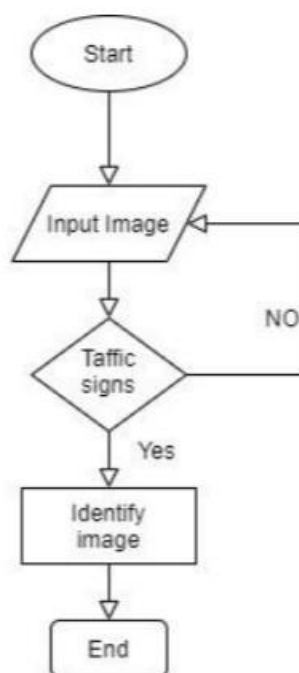 Start
Input Image
NO
Taffic
signs
Yes
Identify
image
End